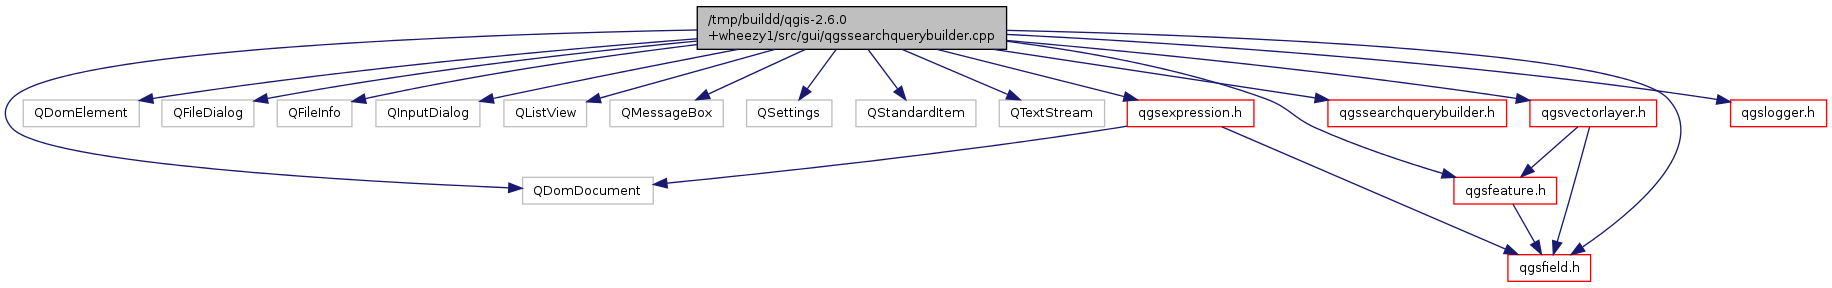 /tmp/buildd/qgis-2.6.0
+wheezy1/src/gui/qgssearchquerybuilder.cpp
QDomElement
QFileDialog
QFileInfo
QInputDialog
QListView
QMessageBox
QSettings
QStandardItem
QTextStream
qgsexpression.h
qgssearchquerybuilder.h
qgsvectorlayer.h
qgslogger.h
QDomDocument
qgsfeature.h
qgsfield.h